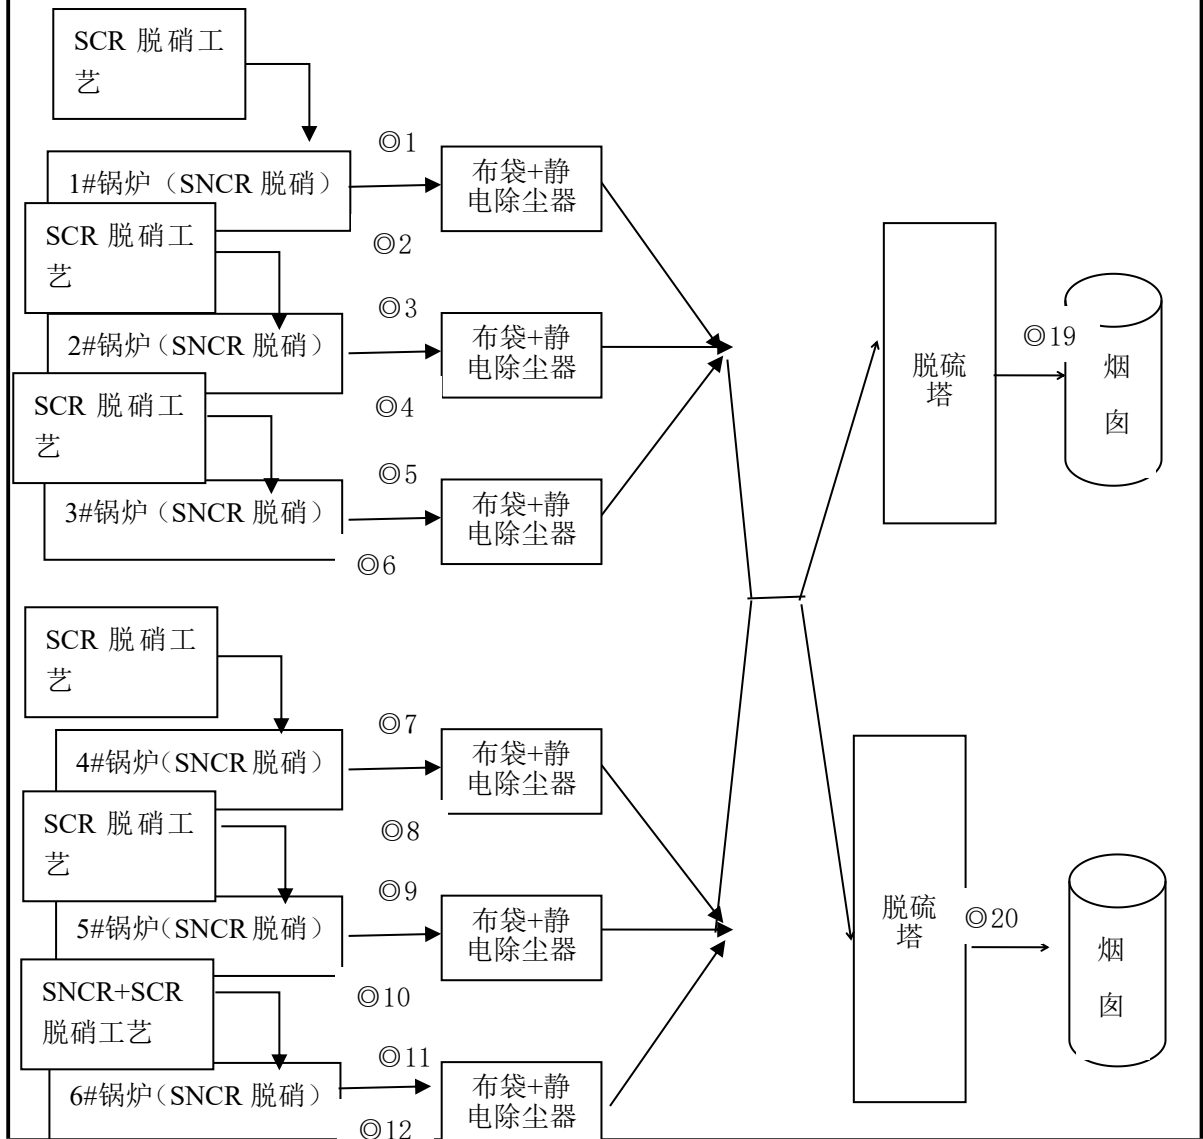 SCR 脱硝工
艺
◎1
1#锅炉（SNCR 脱硝）
布袋+静
电除尘器
SCR 脱硝工
艺
◎2
◎3
2#锅炉（SNCR 脱硝）
布袋+静
电除尘器
◎4
SCR 脱硝工
艺
◎5
3#锅炉（SNCR 脱硝）
布袋+静
电除尘器
◎6
脱硫
塔
◎19
烟
囱
SCR 脱硝工
艺
◎7
4#锅炉（SNCR 脱硝）
布袋+静
电除尘器
◎8
SCR 脱硝工
艺
◎9
5#锅炉（SNCR 脱硝）
布袋+静
电除尘器
◎10
SNCR+SCR
脱硝工艺
◎11
6#锅炉（SNCR 脱硝）
布袋+静
电除尘器
◎12
脱硫
塔
◎20
烟
囱